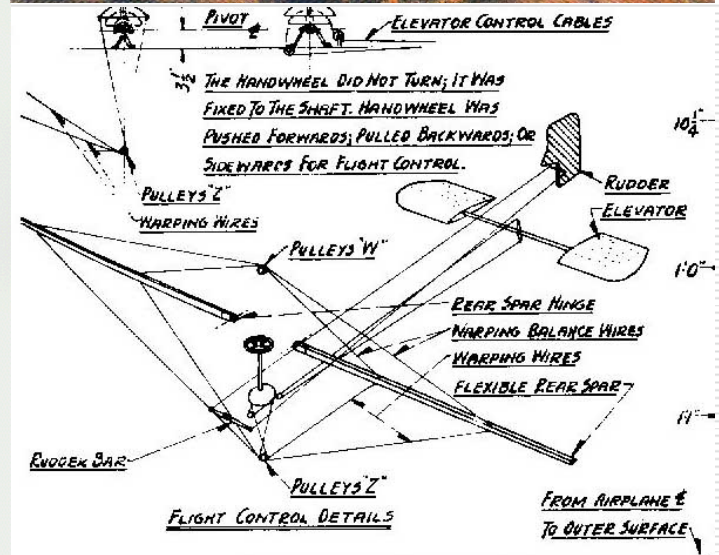 PIVOT ℄
ELEVATOR CONTROL CABLES
3½
THE HANDWHEEL DID NOT TURN; IT WAS
FIXED TO THE SHAFT. HANDWHEEL WAS
PUSHED FORWARDS; PULLED BACKWARDS; OR
SIDEWARDS FOR FLIGHT CONTROL.
10¼"
PULLEYS "Z"
WARPING WIRES
RUDDER
ELEVATOR
PULLEYS "W"
1'0"
REAR SPAR HINGE
WARPING BALANCE WIRES
WARPING WIRES
FLEXIBLE REAR SPAR
11"
RUDDER BAR
PULLEYS "Z"
FLIGHT CONTROL DETAILS
FROM AIRPLANE ℄
TO OUTER SURFACE